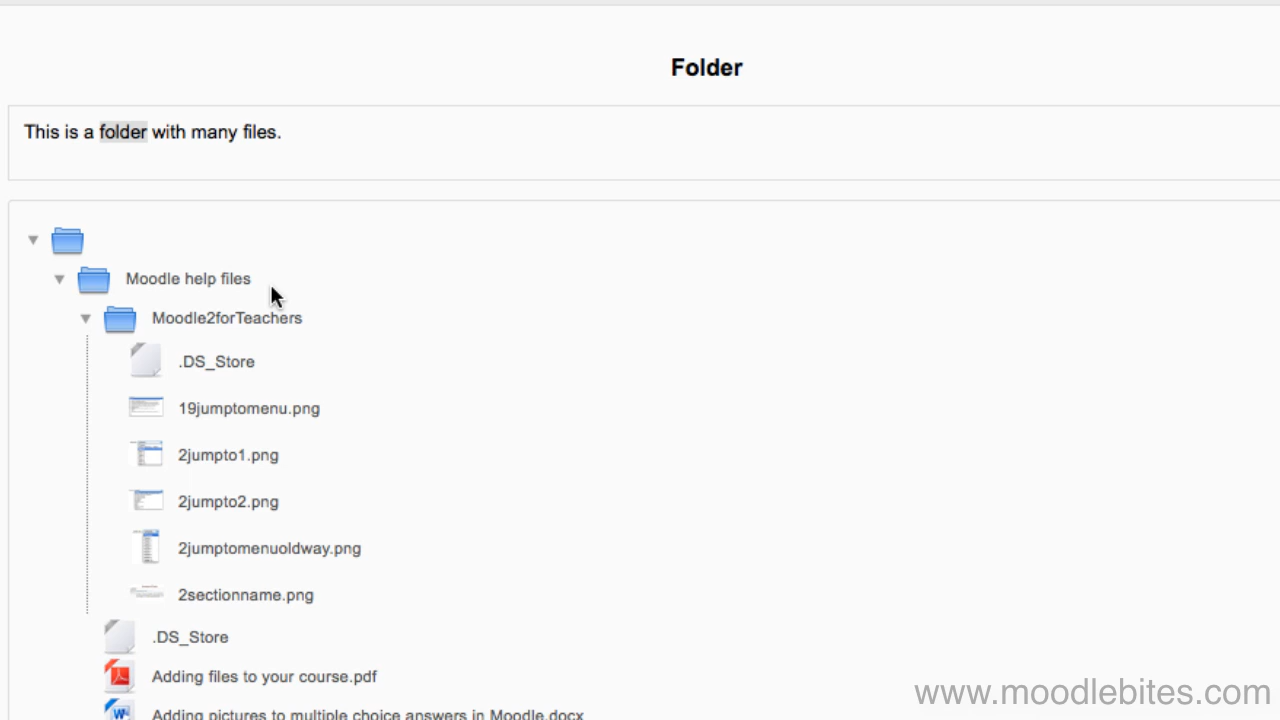 Folder
This is a folder with many files.
Moodle help files
Moodle2forTeachers
.DS_Store
19jumptomenu.png
2jumpto1.png
2jumpto2.png
2jumptomenuoldway.png
2sectionname.png
.DS_Store
Adding files to your course.pdf
Adding pictures to multiple choice answers in Moodle.docx
www.moodlebites.com